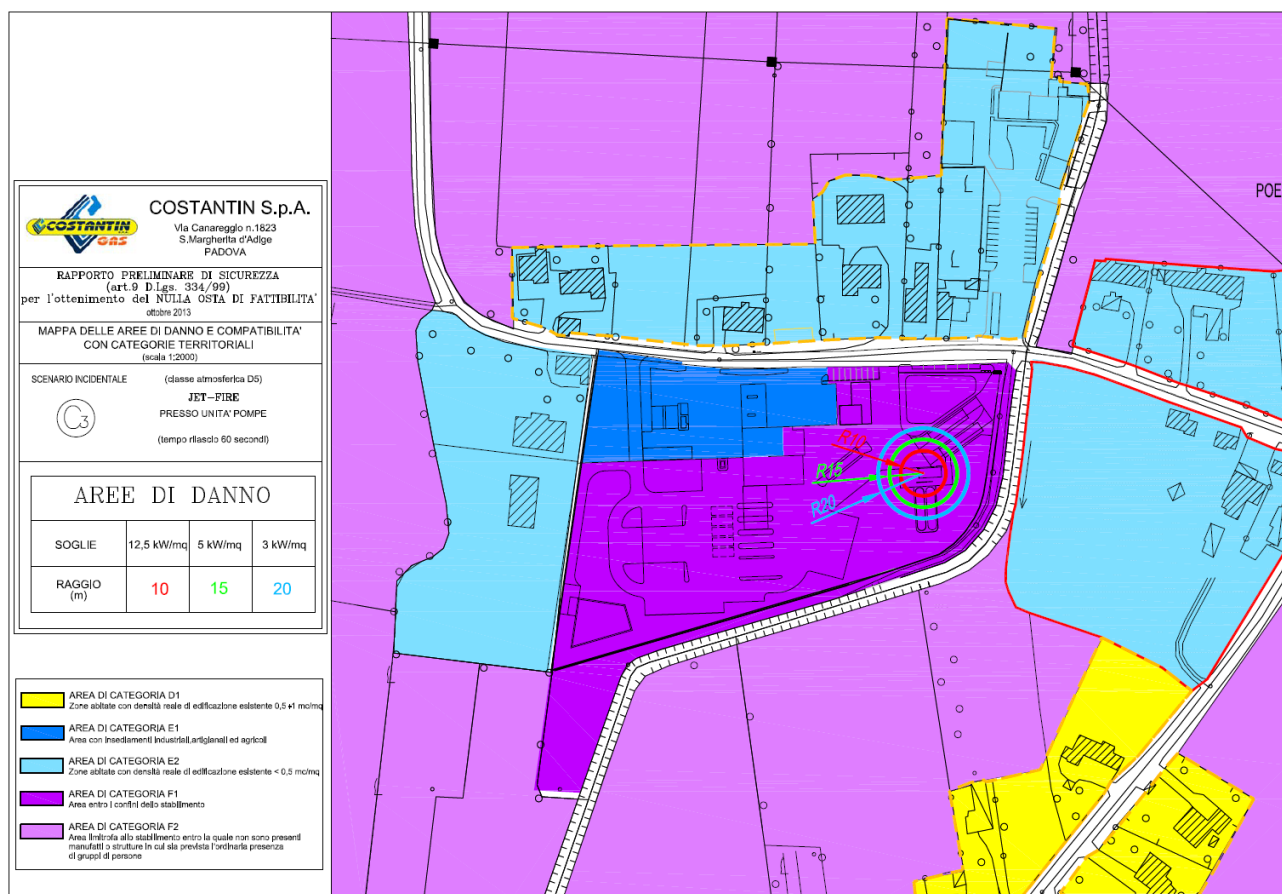 COSTANTIN
GAS
COSTANTIN S.p.A.
Via Canareggio n.1823
S.Margherita d'Adige
PADOVA
RAPPORTO PRELIMINARE DI SICUREZZA
(art.9 D.Lgs. 334/99)
per l'ottenimento del NULLA OSTA DI FATTIBILITA'
ottobre 2013
MAPPA DELLE AREE DI DANNO E COMPATIBILITA'
CON CATEGORIE TERRITORIALI
(scala 1:2000)
SCENARIO INCIDENTALE
(classe atmosferica D5)
C3
JET-FIRE
PRESSO UNITA' POMPE
(tempo rilascio 60 secondi)
AREE DI DANNO
SOGLIE 12,5 kW/mq 5 kW/mq 3 kW/mq
RAGGIO (m) 10 15 20
AREA DI CATEGORIA D1
Zone abitate con densità reale di edificazione esistente 0,5 ÷1 mc/mq
AREA DI CATEGORIA E1
Area con insediamenti industriali,artigianali ed agricoli
AREA DI CATEGORIA E2
Zone abitate con densità reale di edificazione esistente < 0,5 mc/mq
AREA DI CATEGORIA F1
Area entro i confini dello stabilimento
AREA DI CATEGORIA F2
Area limitrofa allo stabilimento entro la quale non sono presenti
manufatti o strutture in cui sia prevista l'ordinaria presenza
di gruppi di persone
POE
R10
R15
R20